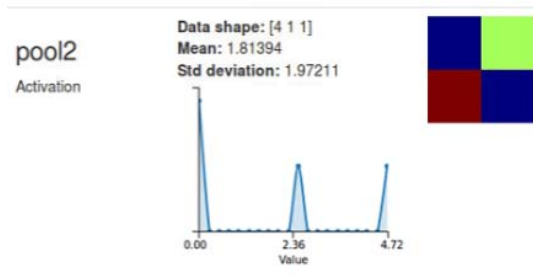 pool2
Activation
Data shape: [4 1 1]
Mean: 1.81394
Std deviation: 1.97211
0.00 2.36 4.72
Value